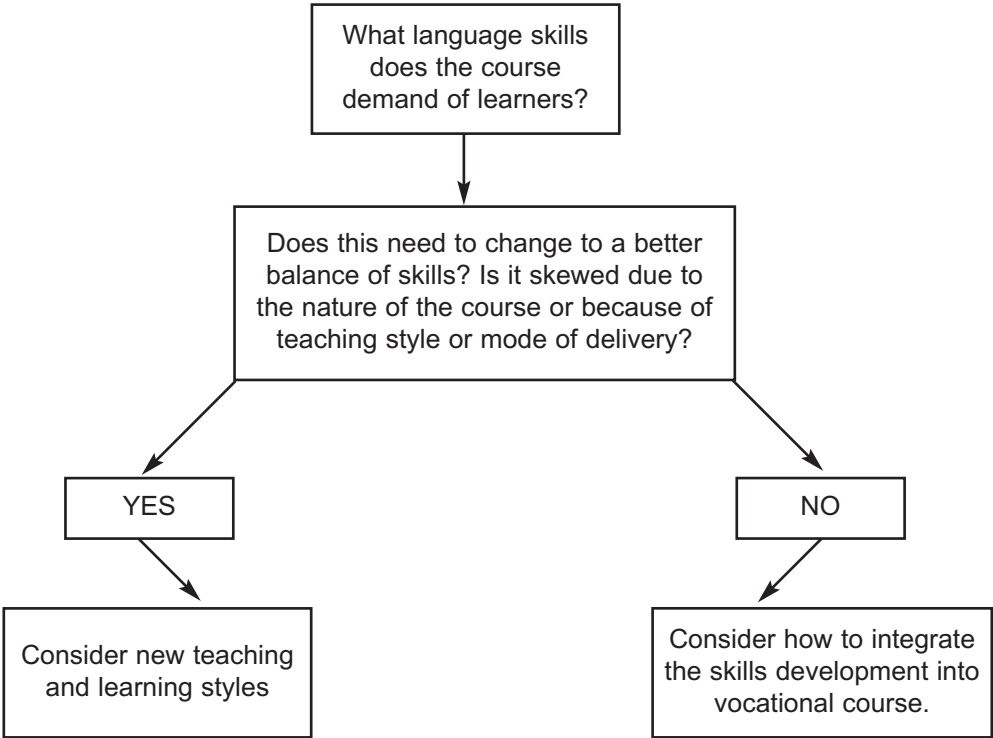 What language skills
does the course
demand of learners?
Does this need to change to a better
balance of skills? Is it skewed due to
the nature of the course or because of
teaching style or mode of delivery?
YES
NO
Consider new teaching
and learning styles
Consider how to integrate
the skills development into
vocational course.